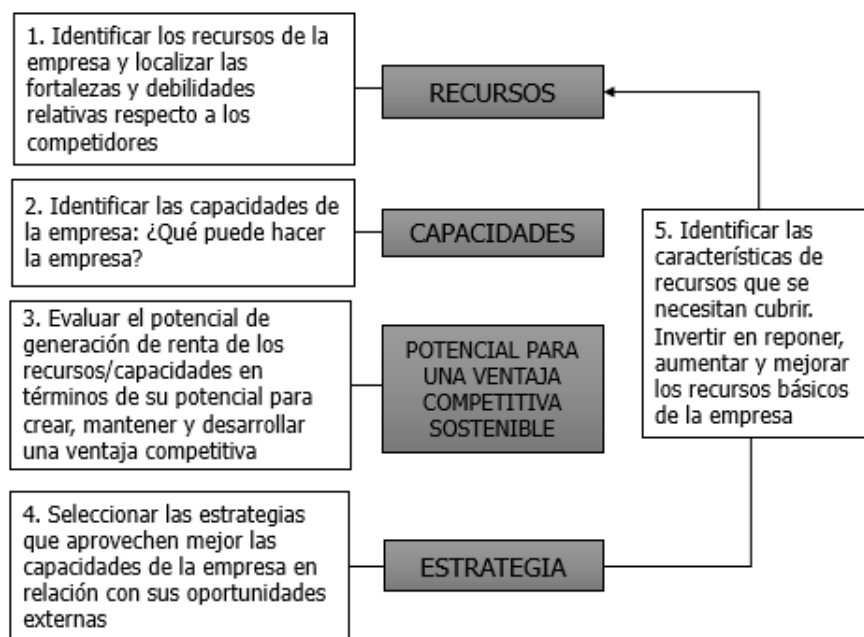 1. Identificar los recursos de la
empresa y localizar las
fortalezas y debilidades
relativas respecto a los
competidores
RECURSOS
2. Identificar las capacidades de
la empresa: ¿Qué puede hacer
la empresa?
CAPACIDADES
3. Evaluar el potencial de
generación de renta de los
recursos/capacidades en
términos de su potencial para
crear, mantener y desarrollar
una ventaja competitiva
POTENCIAL PARA
UNA VENTAJA
COMPETITIVA
SOSTENIBLE
4. Seleccionar las estrategias
que aprovechen mejor las
capacidades de la empresa en
relación con sus oportunidades
externas
ESTRATEGIA
5. Identificar las
características de
recursos que se
necesitan cubrir.
Invertir en reponer,
aumentar y mejorar
los recursos básicos
de la empresa